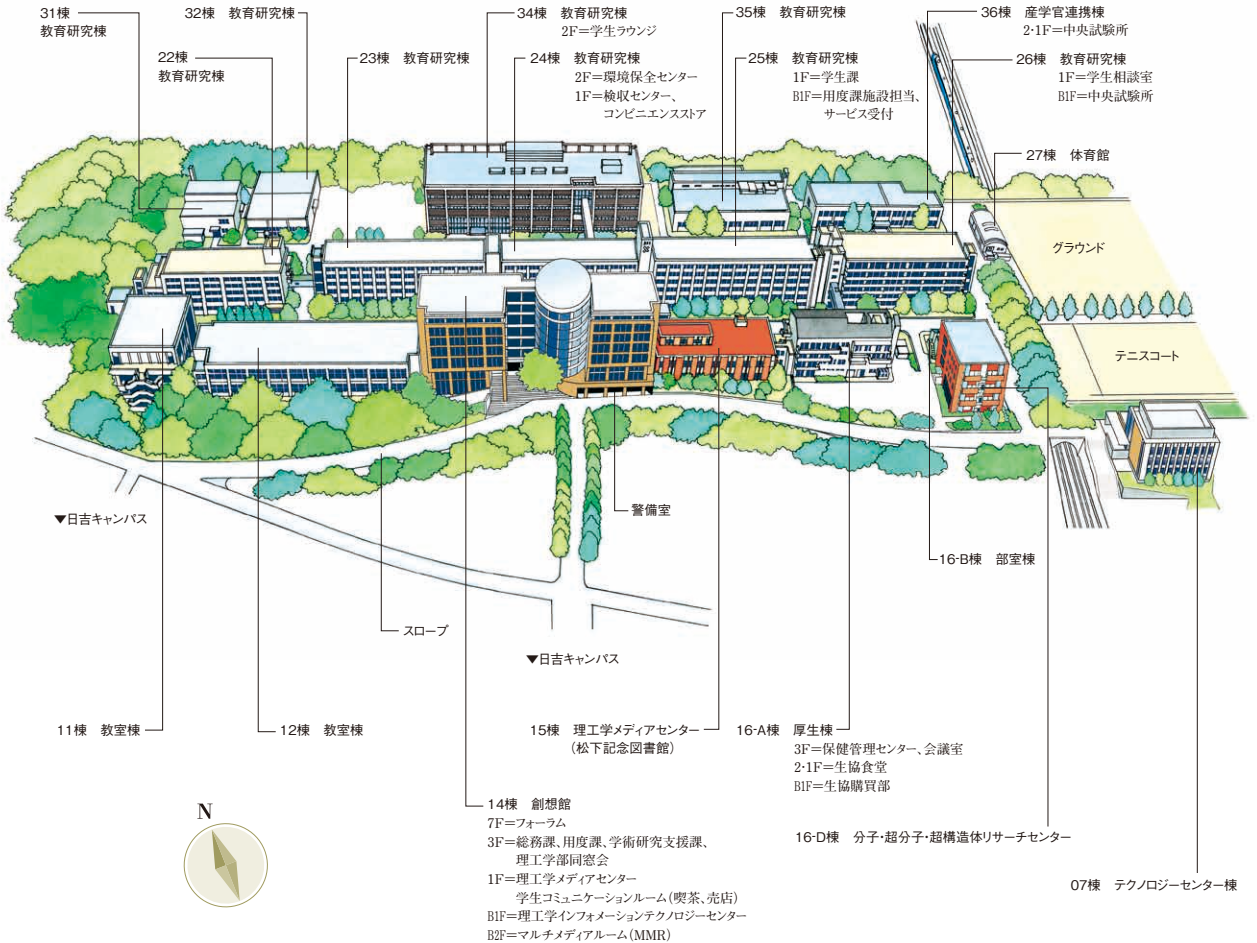 31棟
教育研究棟
32棟　教育研究棟
34棟　教育研究棟
2F＝学生ラウンジ
35棟　教育研究棟
36棟　産学官連携棟
2・1F＝中央試験所
22棟
教育研究棟
23棟　教育研究棟
24棟　教育研究棟
2F＝環境保全センター
1F＝検収センター、
コンビニエンスストア
25棟　教育研究棟
1F＝学生課
B1F＝用度課施設担当、
サービス受付
26棟　教育研究棟
1F＝学生相談室
B1F＝中央試験所
27棟　体育館
グラウンド
テニスコート
▼日吉キャンパス
警備室
16-B棟　部室棟
スロープ
▼日吉キャンパス
11棟　教室棟
12棟　教室棟
15棟　理工学メディアセンター
（松下記念図書館）
16-A棟　厚生棟
3F＝保健管理センター、会議室
2・1F＝生協食堂
B1F＝生協購買部
N
14棟　創想館
7F＝フォーラム
3F＝総務課、用度課、学術研究支援課、
理工学部同窓会
1F＝理工学メディアセンター
学生コミュニケーションルーム（喫茶、売店）
B1F＝理工学インフォメーションテクノロジーセンター
B2F＝マルチメディアルーム（MMR）
16-D棟　分子・超分子・超構造体リサーチセンター
07棟　テクノロジーセンター棟